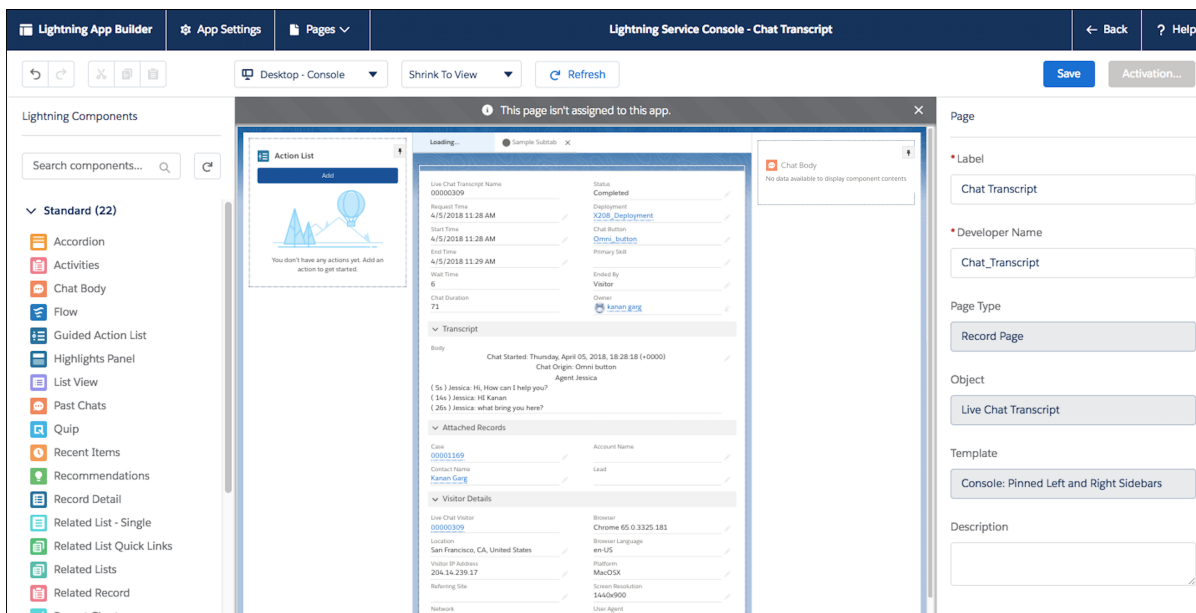 Lightning App Builder
App Settings
Pages
Lightning Service Console - Chat Transcript
Back
? Help
Desktop - Console
Shrink To View
Refresh
Save
Activation...
Lightning Components
Search components...
Standard (22)
Accordion
Activities
Chat Body
Flow
Guided Action List
Highlights Panel
List View
Past Chats
Quip
Recent Items
Recommendations
Record Detail
Related List - Single
Related List Quick Links
Related Lists
Related Record
This page isn't assigned to this app.
Action List
Add
You don't have any actions yet. Add an
action to get started.
Loading...
Sample Subtab
Live Chat Transcript Name
00000309
Status
Completed
Request Time
4/5/2018 11:28 AM
Deployment
X208_Deployment
Start Time
4/5/2018 11:28 AM
Chat Button
Omni_button
End Time
4/5/2018 11:29 AM
Primary Skill
Wait Time
6
Ended By
Visitor
Chat Duration
71
Owner
kanan garg
Transcript
Body
Chat Started: Thursday, April 05, 2018, 18:28:18 (+0000)
Chat Origin: Omni button
Agent Jessica
( 5s ) Jessica: Hi, How can I help you?
( 14s ) Jessica: HI Kanan
( 26s ) Jessica: what bring you here?
Attached Records
Case
00001169
Account Name
Contact Name
Kanan Garg
Lead
Visitor Details
Live Chat Visitor
00000309
Browser
Chrome 65.0.3325.181
Location
San Francisco, CA, United States
Browser Language
en-US
Visitor IP Address
204.14.239.17
Platform
MacOSX
Referring Site
Screen Resolution
1440x900
Network
User Agent
Chat Body
No data available to display component contents
Page
*Label
Chat Transcript
*Developer Name
Chat_Transcript
Page Type
Record Page
Object
Live Chat Transcript
Template
Console: Pinned Left and Right Sidebars
Description